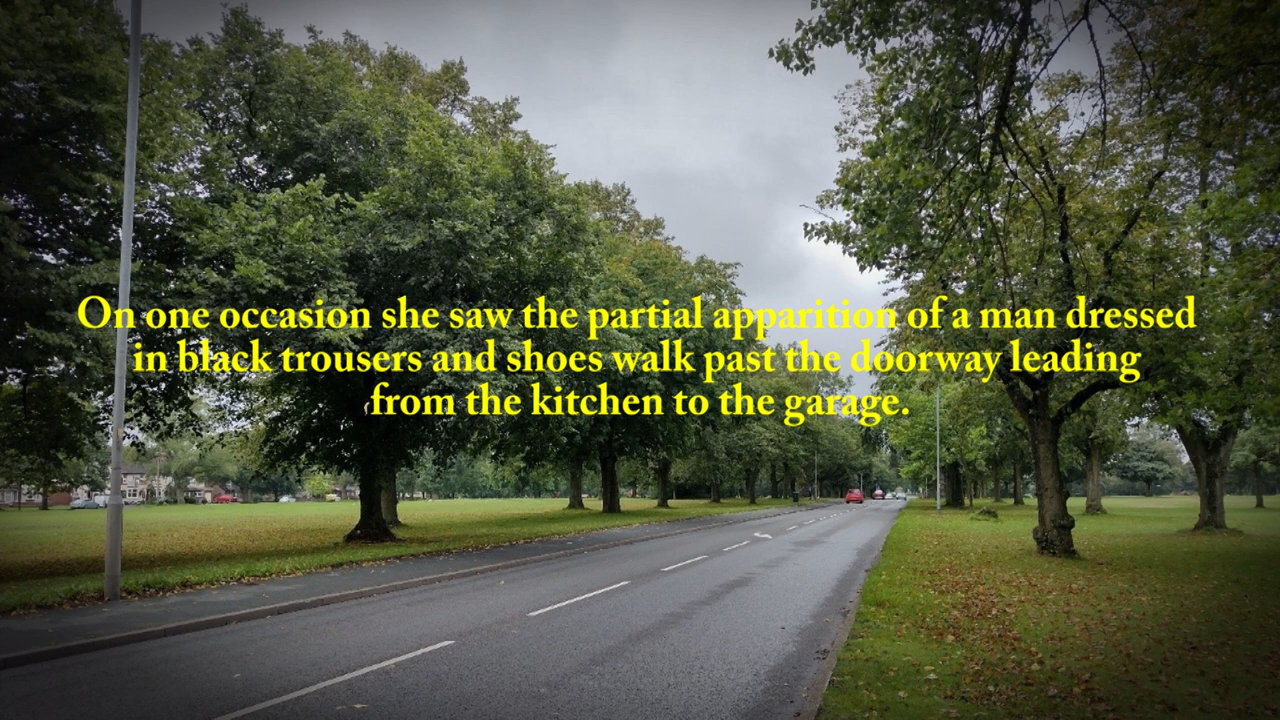 On one occasion she saw the partial apparition of a man dressed
in black trousers and shoes walk past the doorway leading
from the kitchen to the garage.